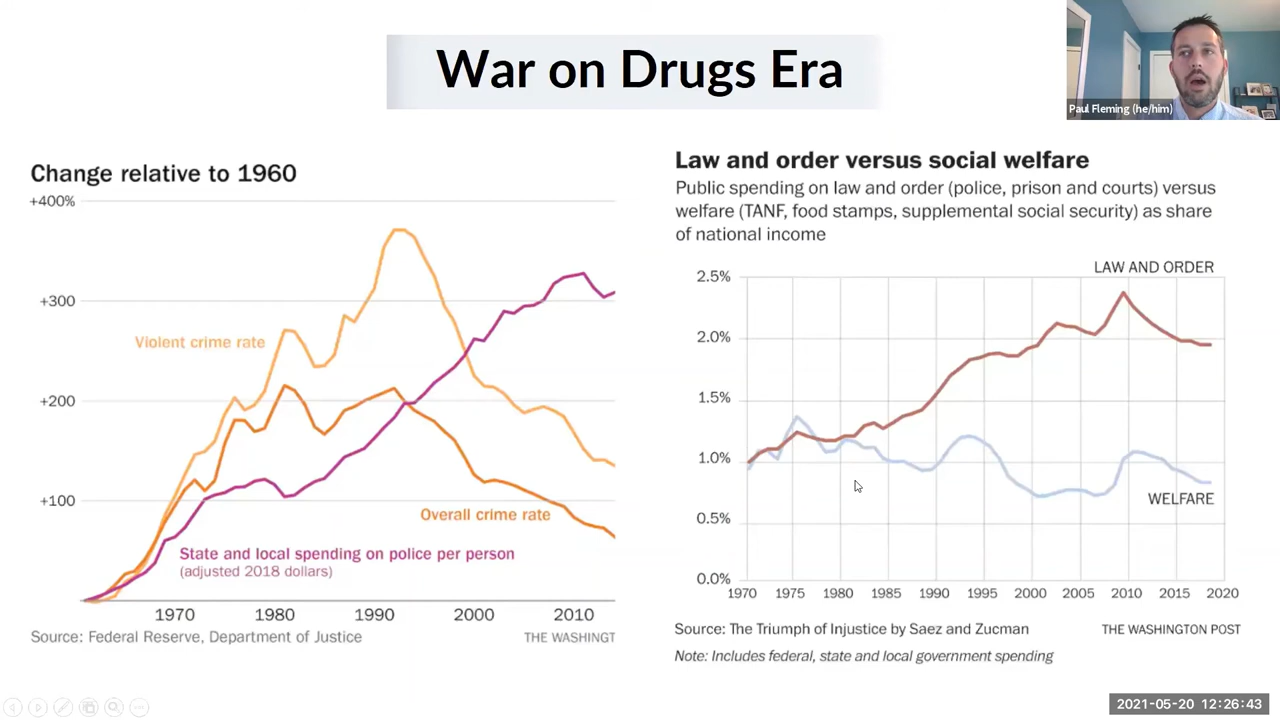 War on Drugs Era
Paul Fleming (he/him)
Change relative to 1960
+400%
+300
+200
+100
Violent crime rate
Overall crime rate
State and local spending on police per person
(adjusted 2018 dollars)
1970 1980 1990 2000 2010
Source: Federal Reserve, Department of Justice
THE WASHINGT
Law and order versus social welfare
Public spending on law and order (police, prison and courts) versus
welfare (TANF, food stamps, supplemental social security) as share
of national income
LAW AND ORDER
2.5%
2.0%
1.5%
1.0%
WELFARE
0.5%
0.0%
1970 1975 1980 1985 1990 1995 2000 2005 2010 2015 2020
Source: The Triumph of Injustice by Saez and Zucman
THE WASHINGTON POST
Note: Includes federal, state and local government spending
2021-05-20 12:26:43